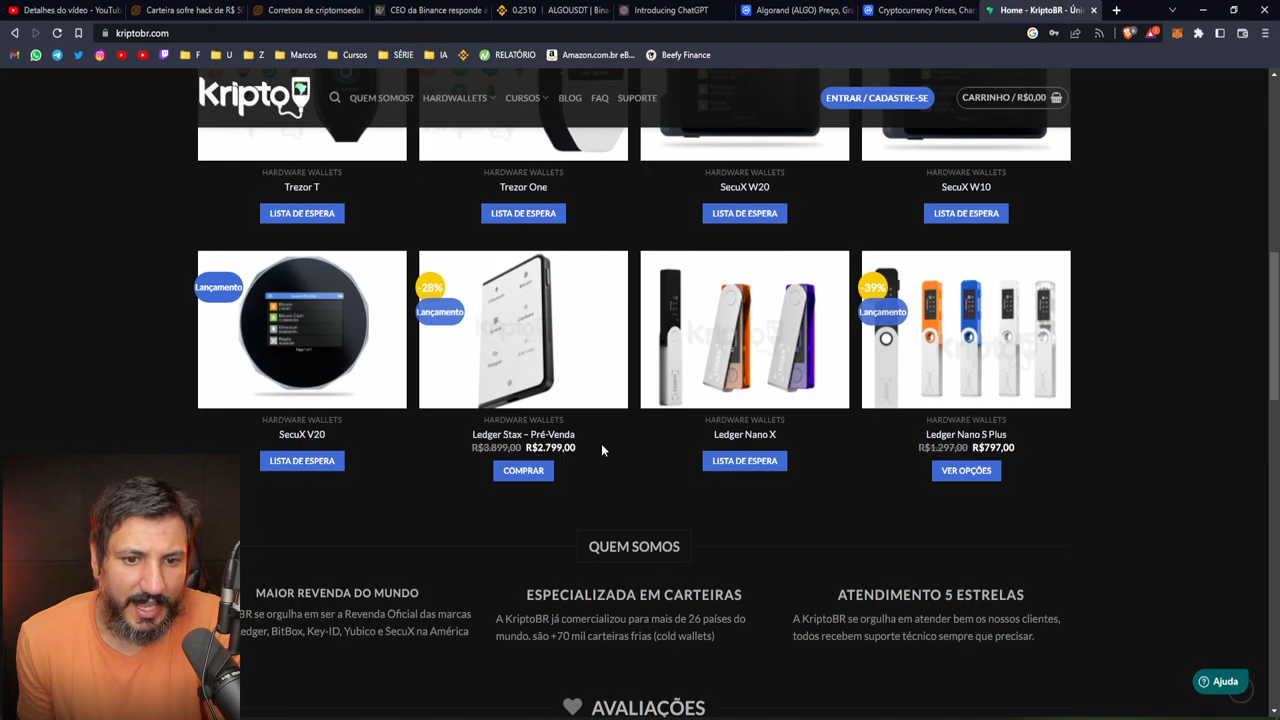 Detalhes do vídeo - YouTub
Carteira sofre hack de R$ 50
Corretora de criptomoedas
CEO da Binance responde à
0.2510 | ALGOUSDT | Bina
Introducing ChatGPT
Algorand (ALGO) Preço, Grá
Cryptocurrency Prices, Cha
Home - KriptoBR - Únic
kriptobr.com
F
U
Z
Marcos
Cursos
SÉRIE
IA
RELATÓRIO
Amazon.com.br eB...
Beefy Finance
kripto
QUEM SOMOS?
HARDWALLETS
CURSOS
BLOG
FAQ
SUPORTE
ENTRAR / CADASTRE-SE
CARRINHO / R$0,00
HARDWARE WALLETS
Trezor T
LISTA DE ESPERA
HARDWARE WALLETS
Trezor One
LISTA DE ESPERA
HARDWARE WALLETS
SecuX W20
LISTA DE ESPERA
HARDWARE WALLETS
SecuX W10
LISTA DE ESPERA
Lançamento
HARDWARE WALLETS
SecuX V20
LISTA DE ESPERA
-28%
Lançamento
HARDWARE WALLETS
Ledger Stax – Pré-Venda
R$3.899,00 R$2.799,00
COMPRAR
HARDWARE WALLETS
Ledger Nano X
LISTA DE ESPERA
-39%
Lançamento
HARDWARE WALLETS
Ledger Nano S Plus
R$1.297,00 R$797,00
VER OPÇÕES
QUEM SOMOS
MAIOR REVENDA DO MUNDO
BR se orgulha em ser a Revenda Oficial das marcas
edger, BitBox, Key-ID, Yubico e SecuX na América
ESPECIALIZADA EM CARTEIRAS
A KriptoBR já comercializou para mais de 26 países do
mundo. são +70 mil carteiras frias (cold wallets)
ATENDIMENTO 5 ESTRELAS
A KriptoBR se orgulha em atender bem os nossos clientes,
todos recebem suporte técnico sempre que precisar.
Ajuda
AVALIAÇÕES